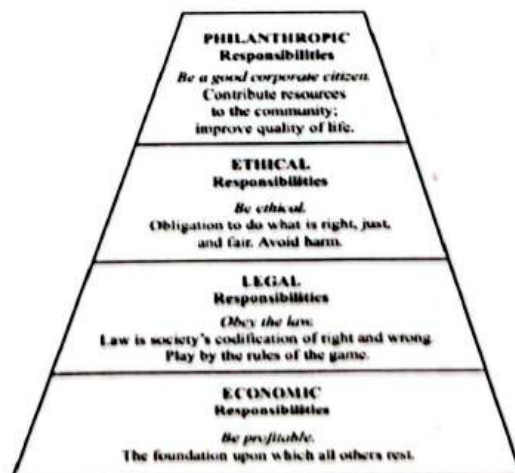 PHILANTHROPIC
Responsibilities
Be a good corporate citizen.
Contribute resources
to the community;
improve quality of life.
ETHICAL
Responsibilities
Be ethical.
Obligation to do what is right, just,
and fair. Avoid harm.
LEGAL
Responsibilities
Obey the law.
Law is society's codification of right and wrong.
Play by the rules of the game.
ECONOMIC
Responsibilities
Be profitable.
The foundation upon which all others rest.